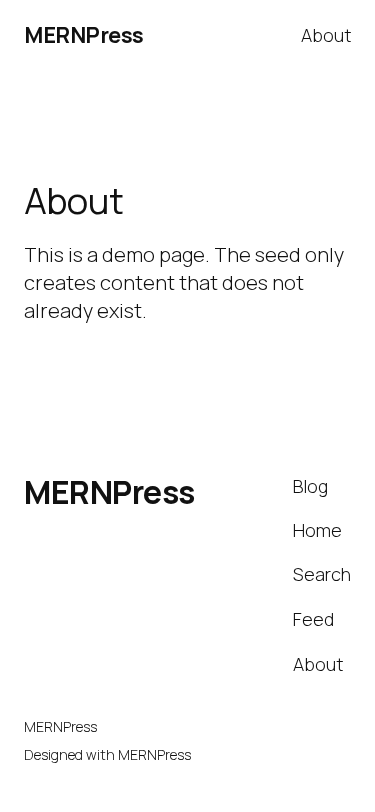 MERNPress
About
About
This is a demo page. The seed only
creates content that does not
already exist.
MERNPress
Blog
Home
Search
Feed
About
MERNPress
Designed with MERNPress